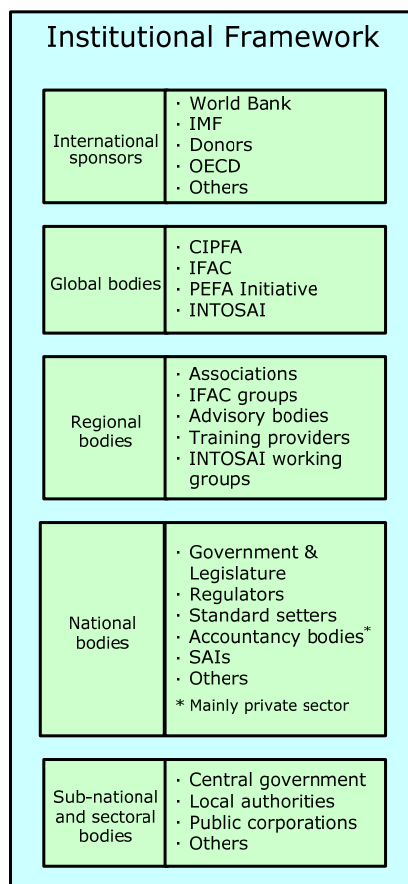 Institutional Framework
International
sponsors
· World Bank
· IMF
· Donors
· OECD
· Others
Global bodies
· CIPFA
· IFAC
· PEFA Initiative
· INTOSAI
Regional
bodies
· Associations
· IFAC groups
· Advisory bodies
· Training providers
· INTOSAI working
groups
National
bodies
· Government &
Legislature
· Regulators
· Standard setters
· Accountancy bodies*
· SAIs
· Others
* Mainly private sector
Sub-national
and sectoral
bodies
· Central government
· Local authorities
· Public corporations
· Others